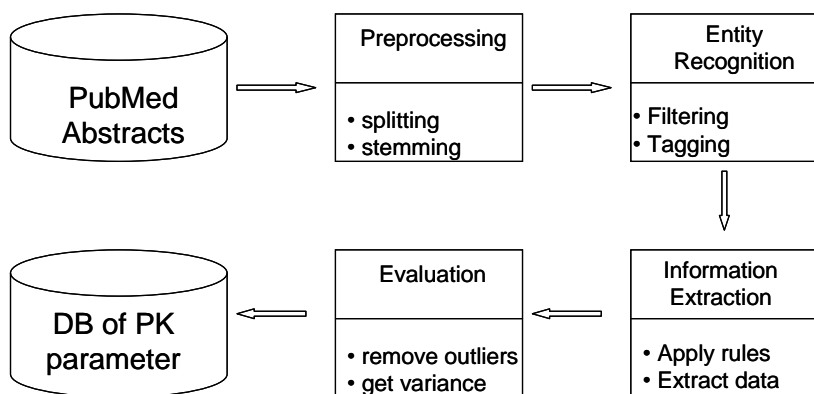 PubMed
Abstracts
Preprocessing
• splitting
• stemming
Entity
Recognition
• Filtering
• Tagging
Information
Extraction
• Apply rules
• Extract data
Evaluation
• remove outliers
• get variance
DB of PK
parameter